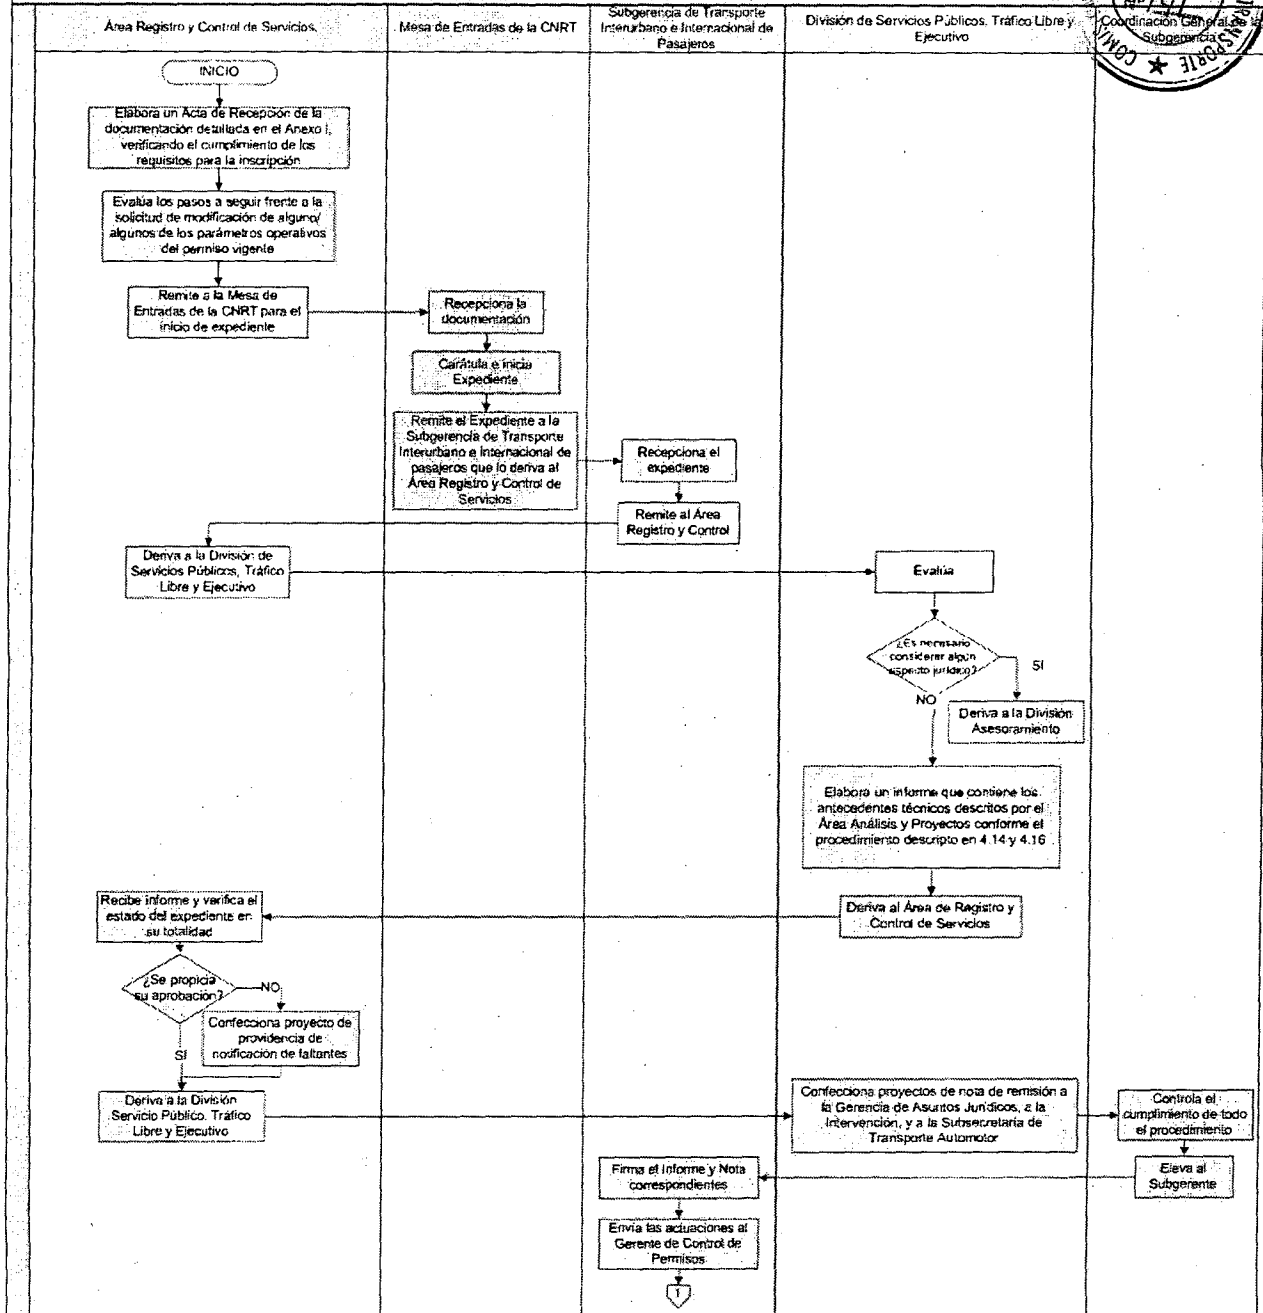 Área Registro y Control de Servicios.
Mesa de Entradas de la CNRT
Subgerencia de Transporte
Interurbano e Internacional de
Pasajeros
División de Servicios Públicos. Tráfico Libre y
Ejecutivo
Coordinación General de la
Subgerencia
TRANSPORTE ★ COMIS
INICIO
Elabora un Acta de Recepción de la
documentación detallada en el Anexo I,
verificando el cumplimiento de los
requisitos para la inscripción
Evalúa los pasos a seguir frente a la
solicitud de modificación de alguno/
algunos de los parámetros operativos
del permiso vigente
Remite a la Mesa de
Entradas de la CNRT para el
inicio de expediente
Recepciona la
documentación
Carátula e inicia
Expediente
Remite el Expediente a la
Subgerencia de Transporte
Interurbano e Internacional de
pasajeros que lo deriva al
Área Registro y Control de
Servicios
Recepciona el
expediente
Remite al Área
Registro y Control
Deriva a la División de
Servicios Públicos, Tráfico
Libre y Ejecutivo
Evalúa
¿Es necesario
considerar algún
aspecto jurídico?
SI
NO
Deriva a la División
Asesoramiento
Elabora un informe que contiene los
antecedentes técnicos descritos por el
Área Análisis y Proyectos conforme el
procedimiento descripto en 4.14 y 4.16
Deriva al Área de Registro y
Control de Servicios
Recibe informe y verifica el
estado del expediente en
su totalidad
¿Se propicia
su aprobación?
NO
Confecciona proyecto de
providencia de
notificación de faltantes
SI
Deriva a la División
Servicio Público. Tráfico
Libre y Ejecutivo
Confecciona proyectos de nota de remisión a
la Gerencia de Asuntos Jurídicos, a la
Intervención, y a la Subsecretaría de
Transporte Automotor
Controla el
cumplimiento de todo
el procedimiento
Eleva al
Subgerente
Firma el Informe y Nota
correspondientes
Envía las actuaciones al
Gerente de Control de
Permisos
1